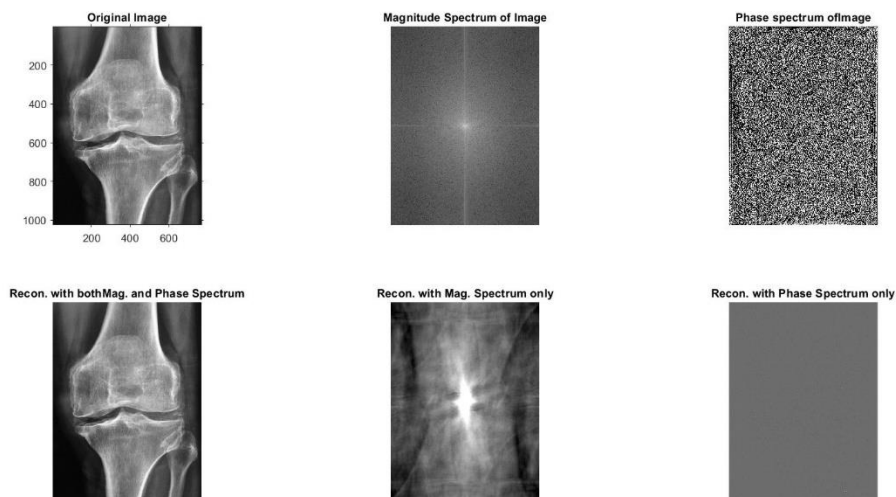 Original Image
Magnitude Spectrum of Image
Phase spectrum ofImage
200
400
600
800
1000
200 400 600
Recon. with bothMag. and Phase Spectrum
Recon. with Mag. Spectrum only
Recon. with Phase Spectrum only